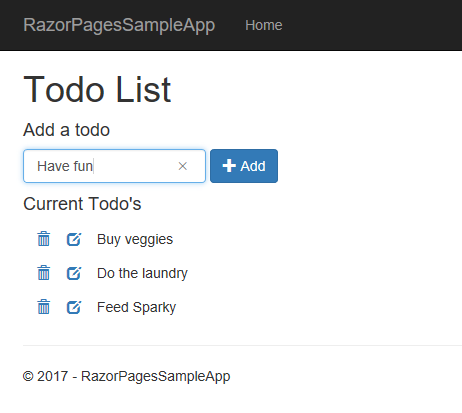 RazorPagesSampleApp Home
Todo List
Add a todo
Have fun Add
Current Todo's
Buy veggies
Do the laundry
Feed Sparky
© 2017 - RazorPagesSampleApp